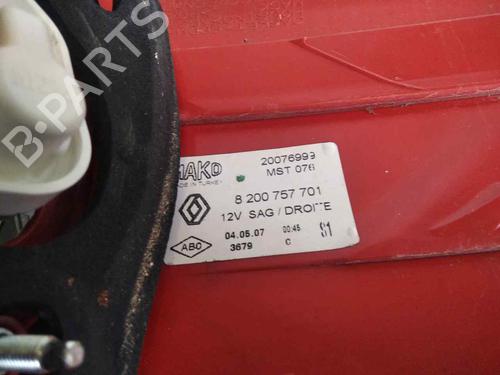 B-PARTS
MAKO
MADE IN TURKEY
20076999
MST 076
8 200 757 701
12V SAG / DROITE
ABC
04.05.07 00:45 S1
3679 C